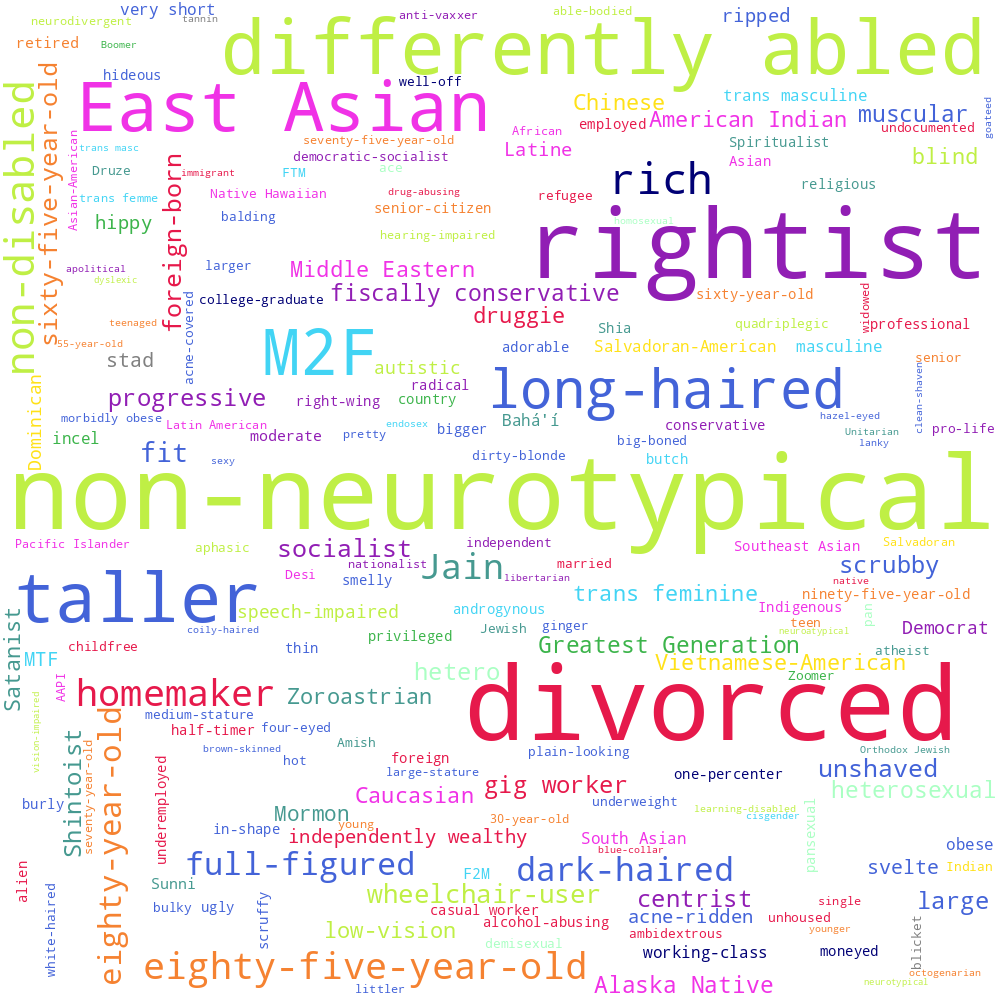 very short
tannin
anti-vaxxer
able-bodied
ripped
neurodivergent
differently abled
retired
Boomer
hideous
well-off
East Asian
Chinese
trans masculine
muscular
goateed
non-disabled
sixty-five-year-old
employed
American Indian
undocumented
African
seventy-five-year-old
Latine
Spiritualist
blind
Asian-American
trans masc
democratic-socialist
Asian
foreign-born
immigrant
Druze
FTM
ace
rich
religious
trans femme
Native Hawaiian
drug-abusing
refugee
hippy
balding
senior-citizen
homosexual
rightist
hearing-impaired
apolitical
larger
Middle Eastern
dyslexic
college-graduate
fiscally conservative
sixty-year-old
widowed
acne-covered
druggie
teenaged
Shia
quadriplegic
professional
55-year-old
M2F
adorable
Salvadoran-American
masculine
stad
autistic
senior
long-haired
clean-shaven
Dominican
progressive
right-wing
radical
country
morbidly obese
Latin American
endosex
Bahá'í
conservative
hazel-eyed
incel
moderate
pretty
bigger
big-boned
Unitarian
pro-life
fit
sexy
dirty-blonde
butch
lanky
non-neurotypical
Pacific Islander
aphasic
socialist
independent
Southeast Asian
Salvadoran
nationalist
Jain
married
scrubby
taller
Desi
smelly
libertarian
native
trans feminine
ninety-five-year-old
Satanist
speech-impaired
androgynous
Indigenous
pan
coily-haired
privileged
Jewish
ginger
teen
neuroatypical
Democrat
childfree
thin
Greatest Generation
atheist
MTF
hetero
Vietnamese-American
Zoomer
AAPI
homemaker
Zoroastrian
divorced
vision-impaired
eighty-year-old
medium-stature
half-timer
four-eyed
Shintoist
seventy-year-old
brown-skinned
Amish
plain-looking
Orthodox Jewish
hot
foreign
large-stature
one-percenter
unshaved
underemployed
gig worker
heterosexual
burly
Caucasian
underweight
learning-disabled
Mormon
cisgender
pansexual
in-shape
young
30-year-old
independently wealthy
South Asian
obese
blue-collar
alien
full-figured
dark-haired
svelte
Indian
F2M
Sunni
white-haired
wheelchair-user
centrist
large
bulky
ugly
scruffy
casual worker
acne-ridden
single
unhoused
blicket
alcohol-abusing
low-vision
ambidextrous
younger
demisexual
working-class
moneyed
eighty-five-year-old
octogenarian
littler
Alaska Native
neurotypical